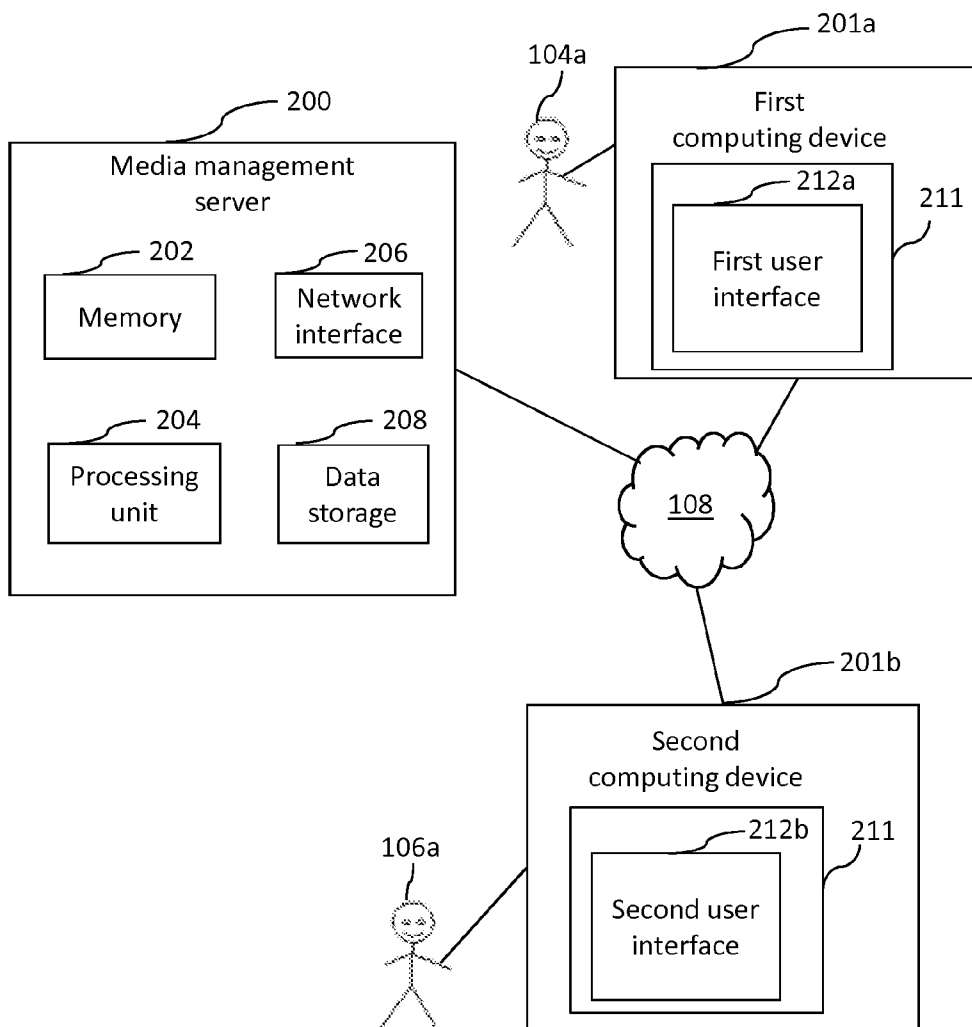 201a
104a
First
computing device
200
Media management
server
212a
211
202
206
First user
interface
Memory
Network
interface
204
208
Processing
unit
Data
storage
108
201b
Second
computing device
212b
211
106a
Second user
interface